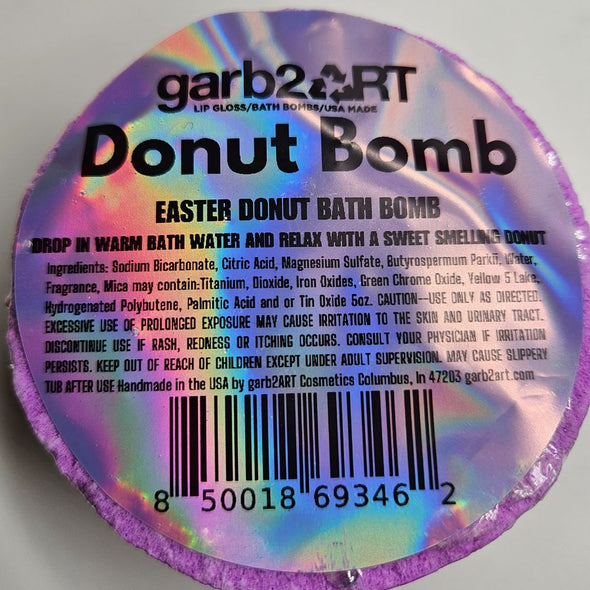 garb2ART
LIP GLOSS/BATH BOMBS/USA MADE
Donut Bomb
EASTER DONUT BATH BOMB
DROP IN WARM BATH WATER AND RELAX WITH A SWEET SMELLING DONUT
Ingredients: Sodium Bicarbonate, Citric Acid, Magnesium Sulfate, Butyrospermum Parkii, Water,
Fragrance, Mica may contain:Titanium, Dioxide, Iron Oxides, Green Chrome Oxide, Yellow 5 Lake,
Hydrogenated Polybutene, Palmitic Acid and or Tin Oxide 5oz. CAUTION—USE ONLY AS DIRECTED.
EXCESSIVE USE OF PROLONGED EXPOSURE MAY CAUSE IRRITATION TO THE SKIN AND URINARY TRACT.
DISCONTINUE USE IF RASH, REDNESS OR ITCHING OCCURS. CONSULT YOUR PHYSICIAN IF IRRITATION
PERSISTS. KEEP OUT OF REACH OF CHILDREN EXCEPT UNDER ADULT SUPERVISION. MAY CAUSE SLIPPERY
TUB AFTER USE Handmade in the USA by garb2ART Cosmetics Columbus, In 47203 garb2art.com
8 50018 69346 2